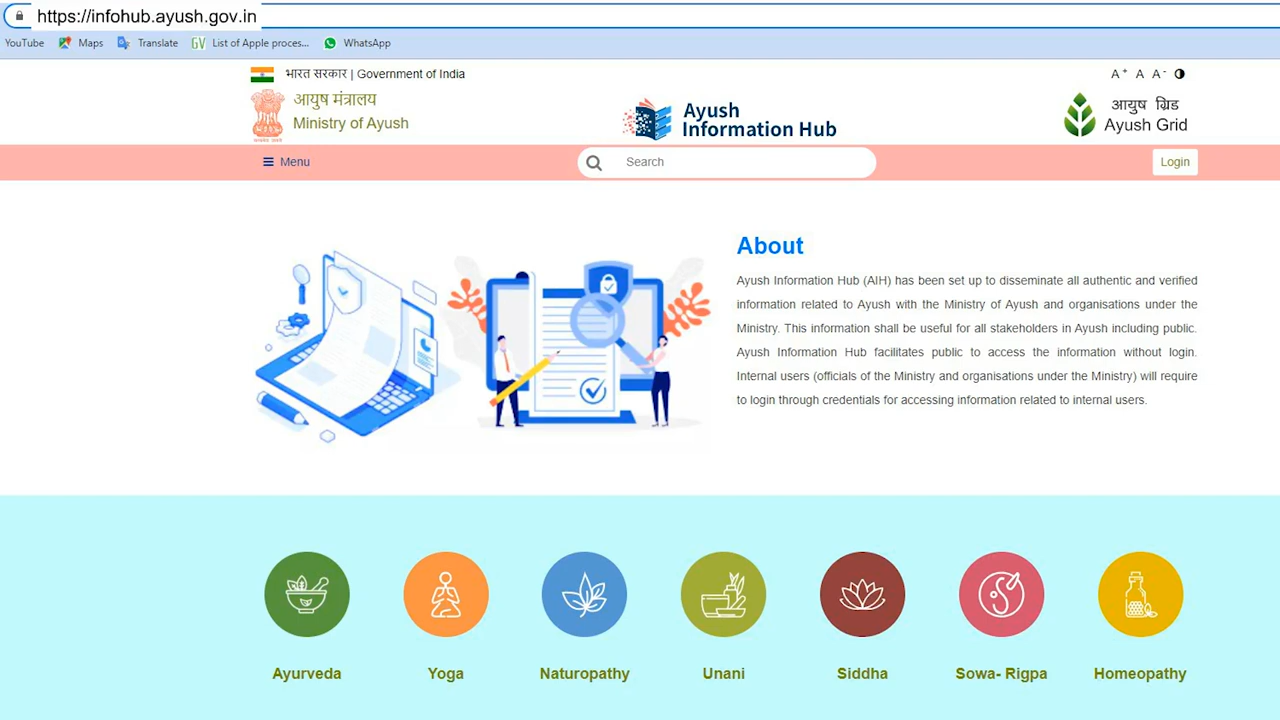 https://infohub.ayush.gov.in
YouTube Maps Translate List of Apple proces... WhatsApp
भारत सरकार | Government of India
A+ A A-
आयुष मंत्रालय
Ministry of Ayush
Ayush
Information Hub
आयुष ग्रिड
Ayush Grid
Menu
Search
Login
About
Ayush Information Hub (AIH) has been set up to disseminate all authentic and verified
information related to Ayush with the Ministry of Ayush and organisations under the
Ministry. This information shall be useful for all stakeholders in Ayush including public.
Ayush Information Hub facilitates public to access the information without login.
Internal users (officials of the Ministry and organisations under the Ministry) will require
to login through credentials for accessing information related to internal users.
Ayurveda
Yoga
Naturopathy
Unani
Siddha
Sowa- Rigpa
Homeopathy